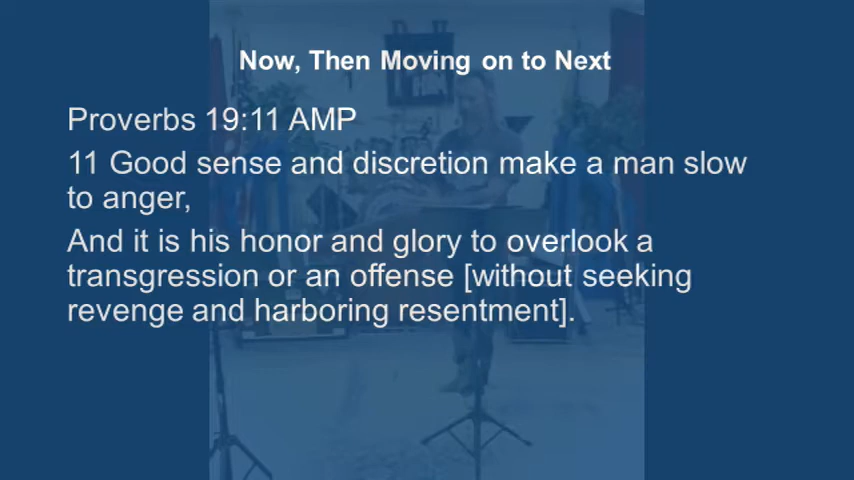 Now, Then Moving on to Next
Proverbs 19:11 AMP
11 Good sense and discretion make a man slow
to anger,
And it is his honor and glory to overlook a
transgression or an offense [without seeking
revenge and harboring resentment].